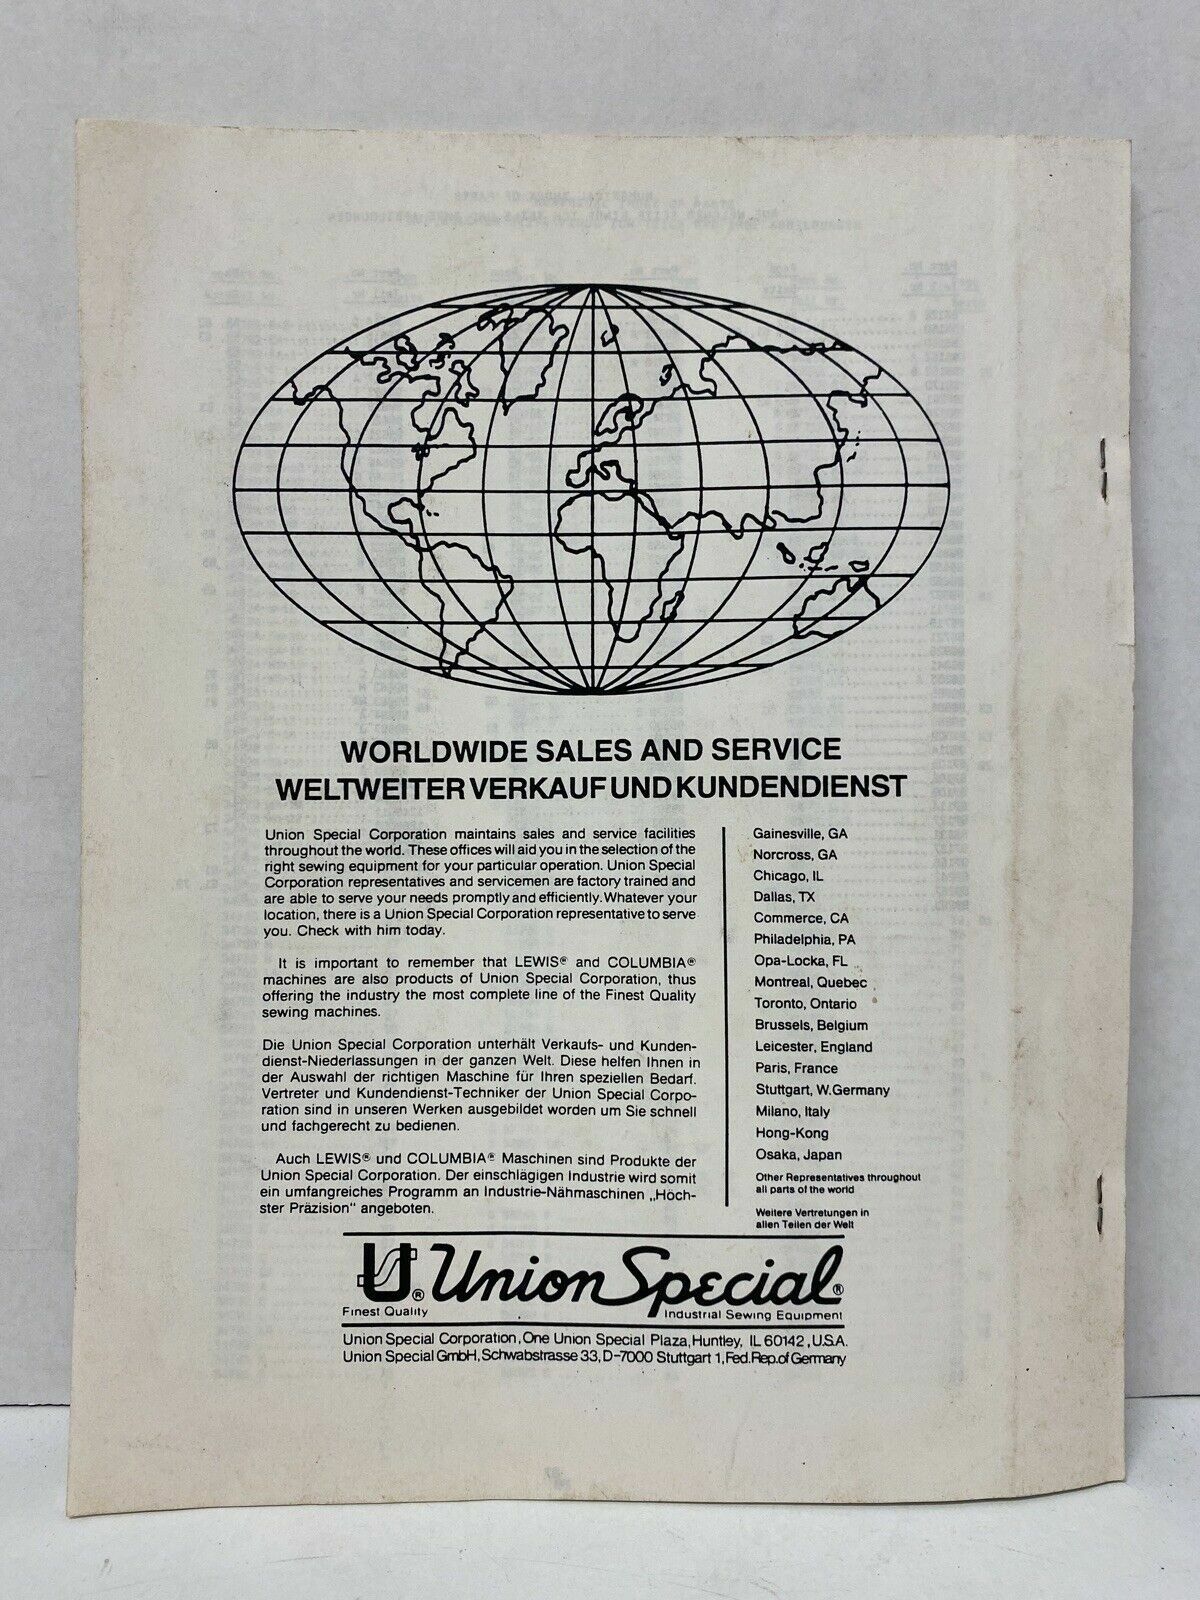 WORLDWIDE SALES AND SERVICE
WELTWEITER VERKAUF UND KUNDENDIENST
Union Special Corporation maintains sales and service facilities
throughout the world. These offices will aid you in the selection of the
right sewing equipment for your particular operation. Union Special
Corporation representatives and servicemen are factory trained and
are able to serve your needs promptly and efficiently. Whatever your
location, there is a Union Special Corporation representative to serve
you. Check with him today.
It is important to remember that LEWIS® and COLUMBIA®
machines are also products of Union Special Corporation, thus
offering the industry the most complete line of the Finest Quality
sewing machines.
Die Union Special Corporation unterhält Verkaufs- und Kunden-
dienst-Niederlassungen in der ganzen Welt. Diese helfen Ihnen in
der Auswahl der richtigen Maschine für Ihren speziellen Bedarf.
Vertreter und Kundendienst-Techniker der Union Special Corpo-
ration sind in unseren Werken ausgebildet worden um Sie schnell
und fachgerecht zu bedienen.
Auch LEWIS® und COLUMBIA® Maschinen sind Produkte der
Union Special Corporation. Der einschlägigen Industrie wird somit
ein umfangreiches Programm an Industrie-Nähmaschinen „Höch-
ster Präzision" angeboten.
Gainesville, GA
Norcross, GA
Chicago, IL
Dallas, TX
Commerce, CA
Philadelphia, PA
Opa-Locka, FL
Montreal, Quebec
Toronto, Ontario
Brussels, Belgium
Leicester, England
Paris, France
Stuttgart, W.Germany
Milano, Italy
Hong-Kong
Osaka, Japan
Other Representatives throughout
all parts of the world
Weitere Vertretungen in
allen Teilen der Welt
US® Union Special®
Finest Quality Industrial Sewing Equipment
Union Special Corporation, One Union Special Plaza, Huntley, IL 60142, U.S.A.
Union Special GmbH, Schwabstrasse 33, D-7000 Stuttgart 1, Fed. Rep. of Germany